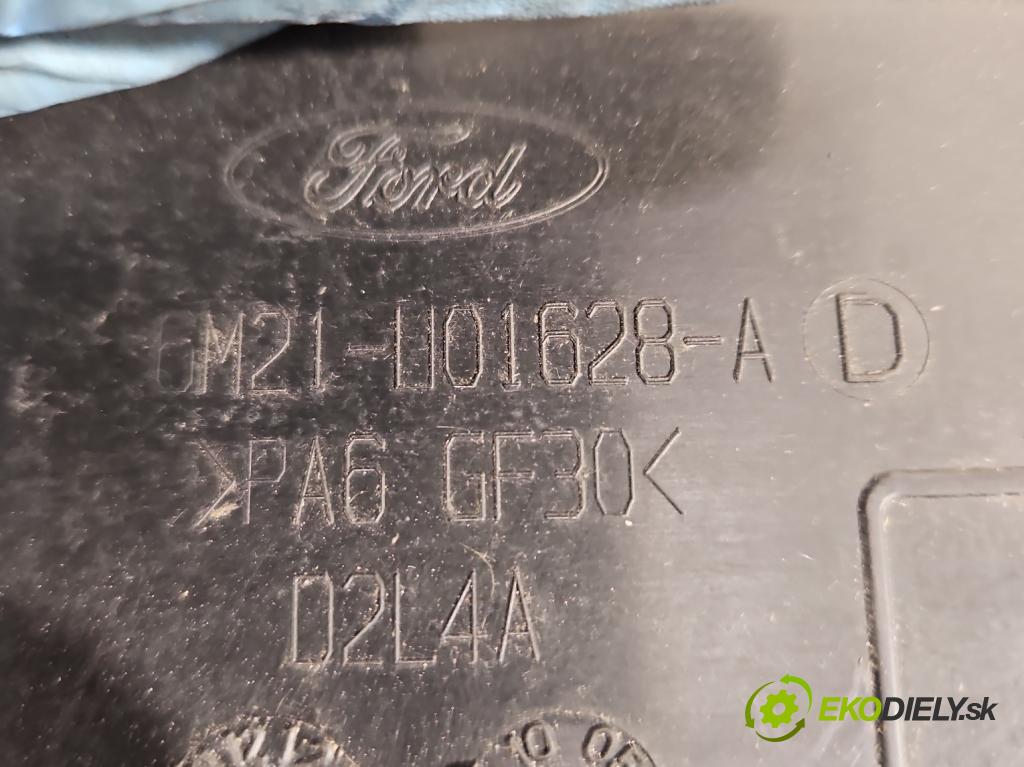 Ford
6M21-U01628-A D
>PA6 GF30<
D2L4A
EKODIELY.sk